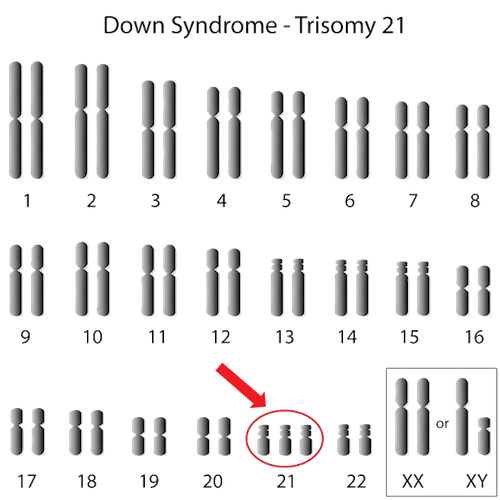 Down Syndrome - Trisomy 21
1 2 3 4 5 6 7 8
9 10 11 12 13 14 15 16
or
17 18 19 20 21 22 XX XY